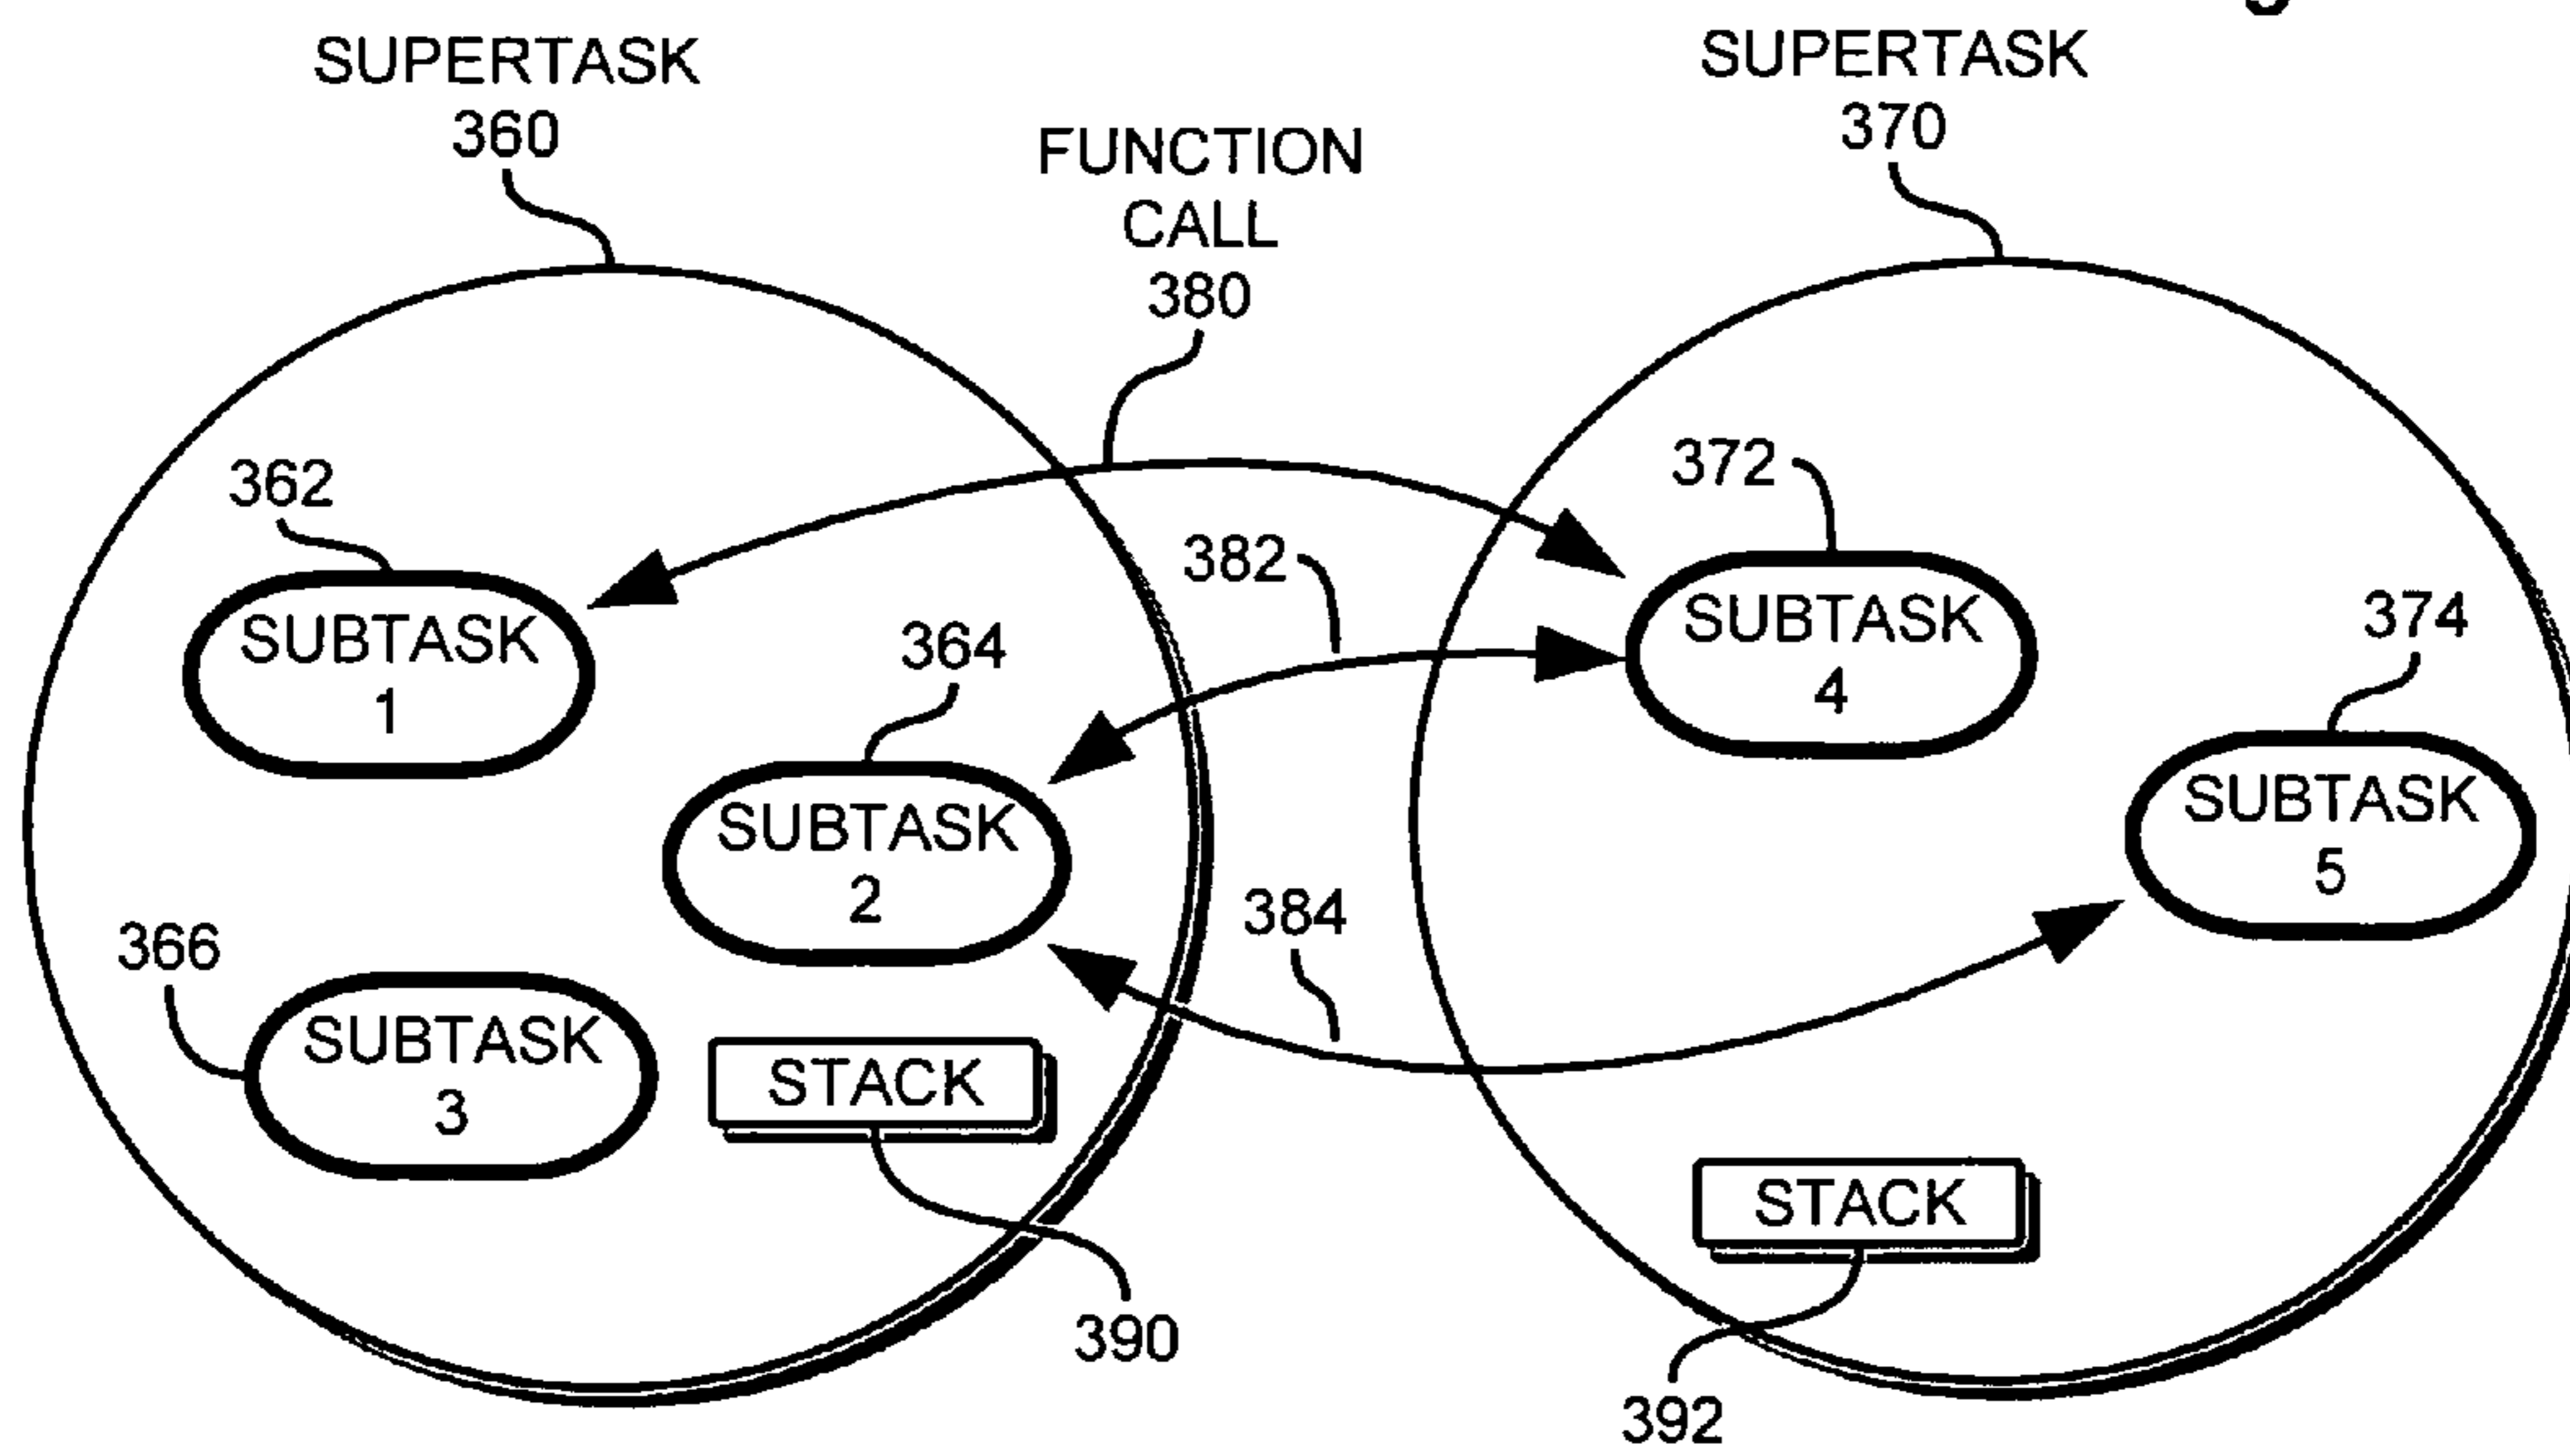 SUPERTASK
360
FUNCTION
CALL
380
SUPERTASK
370
362
SUBTASK
1
364
SUBTASK
2
366
SUBTASK
3
STACK
390
382
384
372
SUBTASK
4
374
SUBTASK
5
STACK
392